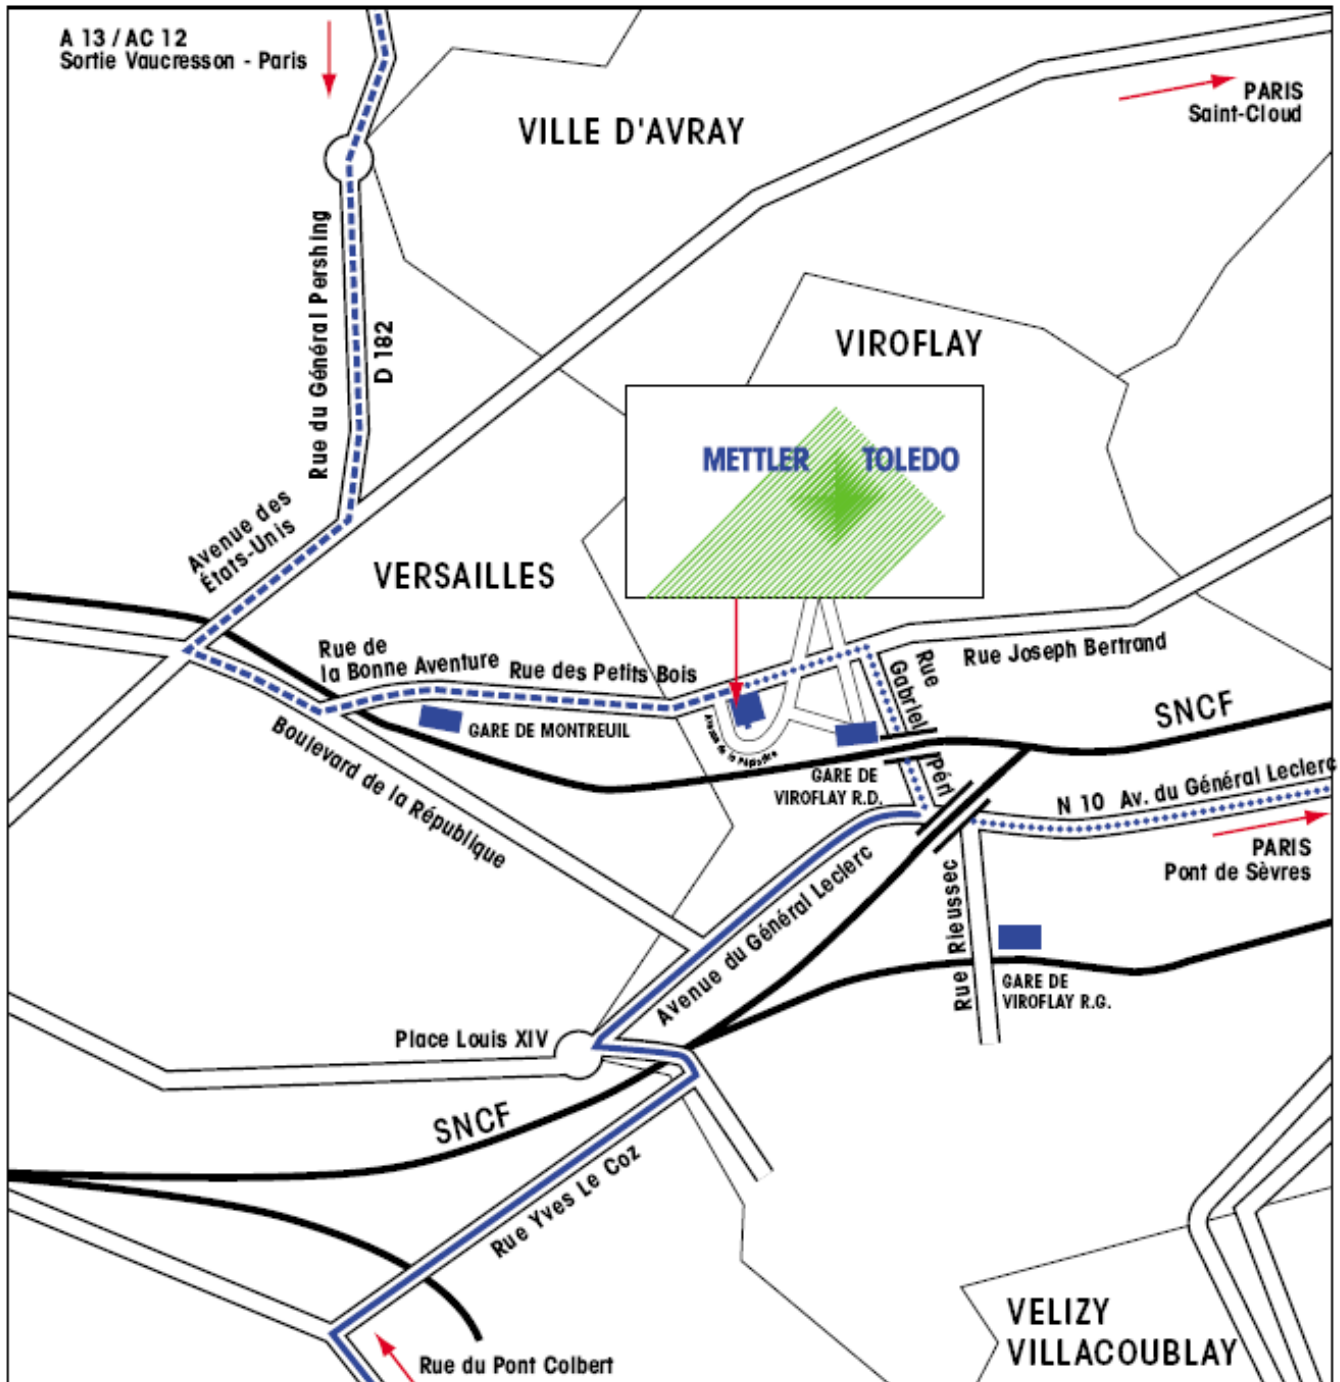 A 13 / AC 12
Sortie Vaucresson - Paris
PARIS
Saint-Cloud
VILLE D'AVRAY
Rue du Général Pershing
D 182
VIROFLAY
METTLER TOLEDO
Avenue des
États-Unis
VERSAILLES
Rue de
la Bonne Aventure
Rue des Petits Bois
Rue
Gabriel
Péri
Rue Joseph Bertrand
SNCF
GARE DE MONTREUIL
Avenue de la Pépinière
Boulevard de la République
GARE DE
VIROFLAY R.D.
N 10 Av. du Général Leclerc
PARIS
Pont de Sèvres
Avenue du Général Leclerc
Rue Rieussec
GARE DE
VIROFLAY R.G.
Place Louis XIV
SNCF
Rue Yves Le Coz
VELIZY
VILLACOUBLAY
Rue du Pont Colbert